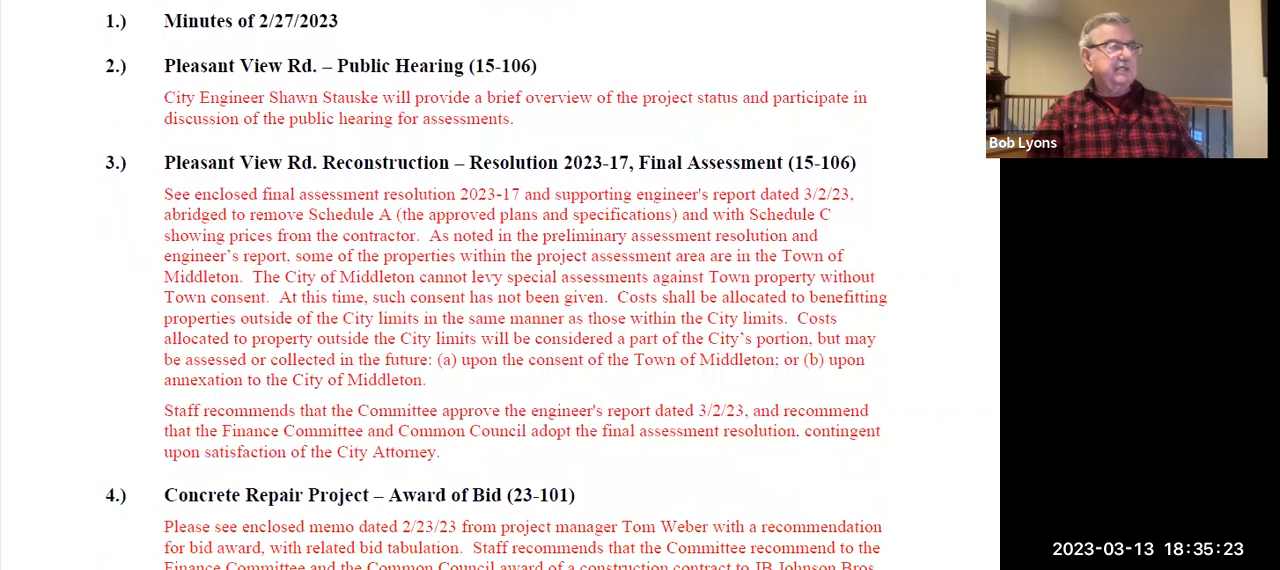 1.) Minutes of 2/27/2023
2.) Pleasant View Rd. – Public Hearing (15-106)
City Engineer Shawn Stauske will provide a brief overview of the project status and participate in
discussion of the public hearing for assessments.
3.) Pleasant View Rd. Reconstruction – Resolution 2023-17, Final Assessment (15-106)
See enclosed final assessment resolution 2023-17 and supporting engineer's report dated 3/2/23,
abridged to remove Schedule A (the approved plans and specifications) and with Schedule C
showing prices from the contractor.  As noted in the preliminary assessment resolution and
engineer’s report, some of the properties within the project assessment area are in the Town of
Middleton.  The City of Middleton cannot levy special assessments against Town property without
Town consent.  At this time, such consent has not been given.  Costs shall be allocated to benefitting
properties outside of the City limits in the same manner as those within the City limits.  Costs
allocated to property outside the City limits will be considered a part of the City’s portion, but may
be assessed or collected in the future: (a) upon the consent of the Town of Middleton; or (b) upon
annexation to the City of Middleton.
Staff recommends that the Committee approve the engineer's report dated 3/2/23, and recommend
that the Finance Committee and Common Council adopt the final assessment resolution, contingent
upon satisfaction of the City Attorney.
4.) Concrete Repair Project – Award of Bid (23-101)
Please see enclosed memo dated 2/23/23 from project manager Tom Weber with a recommendation
for bid award, with related bid tabulation.  Staff recommends that the Committee recommend to the
Finance Committee and the Common Council award of a construction contract to JB Johnson Bros.
Bob Lyons
2023-03-13 18:35:23